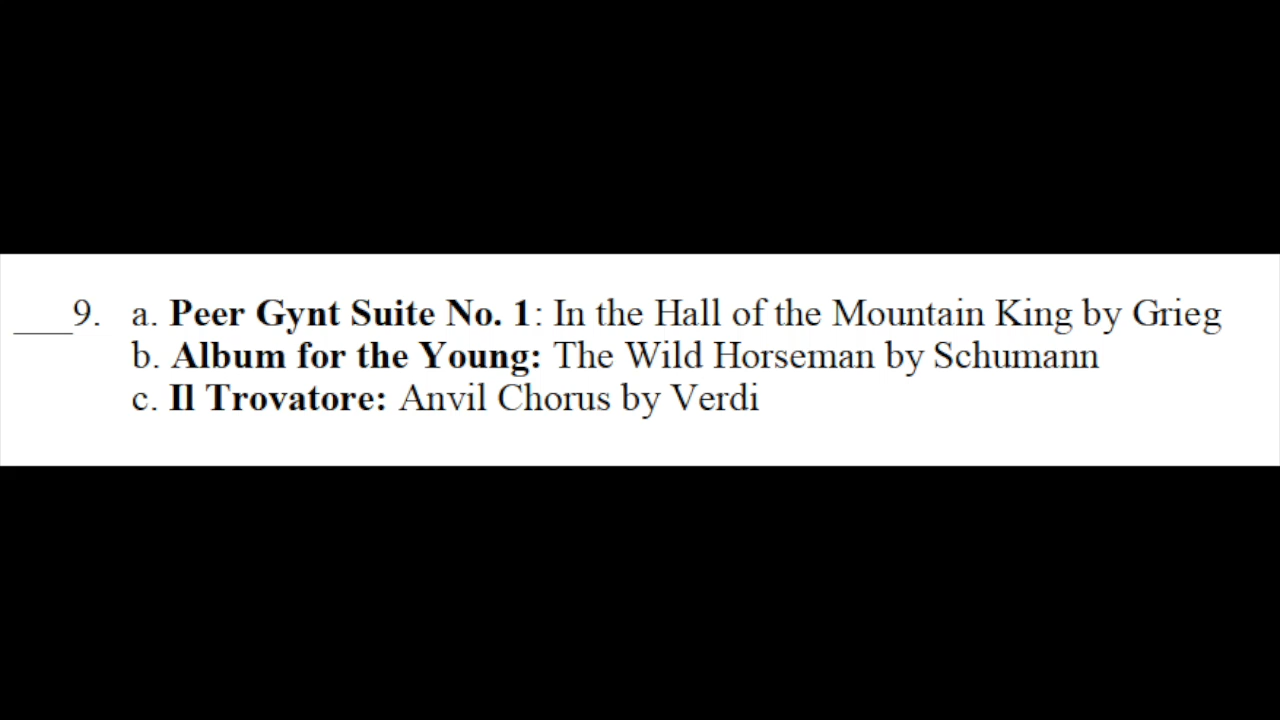 ___9. a. Peer Gynt Suite No. 1: In the Hall of the Mountain King by Grieg
b. Album for the Young: The Wild Horseman by Schumann
c. Il Trovatore: Anvil Chorus by Verdi